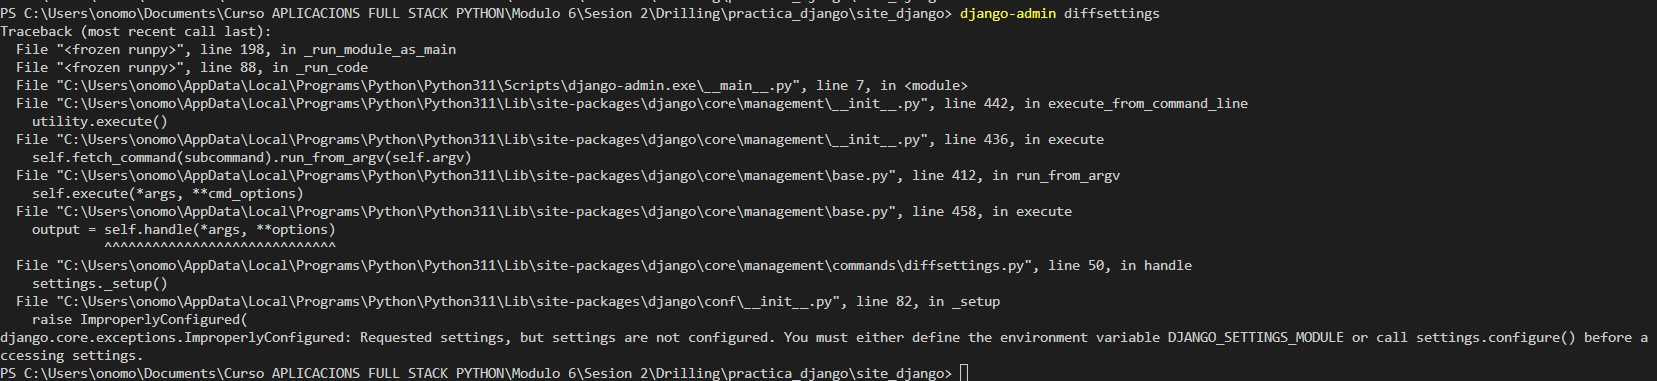 PS C:\Users\onomo\Documents\Curso APLICACIONS FULL STACK PYTHON\Modulo 6\Sesion 2\Drilling\practica_django\site_django> django-admin diffsettings
Traceback (most recent call last):
  File "<frozen runpy>", line 198, in _run_module_as_main
  File "<frozen runpy>", line 88, in _run_code
  File "C:\Users\onomo\AppData\Local\Programs\Python\Python311\Scripts\django-admin.exe\__main__.py", line 7, in <module>
  File "C:\Users\onomo\AppData\Local\Programs\Python\Python311\Lib\site-packages\django\core\management\__init__.py", line 442, in execute_from_command_line
    utility.execute()
  File "C:\Users\onomo\AppData\Local\Programs\Python\Python311\Lib\site-packages\django\core\management\__init__.py", line 436, in execute
    self.fetch_command(subcommand).run_from_argv(self.argv)
  File "C:\Users\onomo\AppData\Local\Programs\Python\Python311\Lib\site-packages\django\core\management\base.py", line 412, in run_from_argv
    self.execute(*args, **cmd_options)
  File "C:\Users\onomo\AppData\Local\Programs\Python\Python311\Lib\site-packages\django\core\management\base.py", line 458, in execute
    output = self.handle(*args, **options)
             ^^^^^^^^^^^^^^^^^^^^^^^^^^^^^
  File "C:\Users\onomo\AppData\Local\Programs\Python\Python311\Lib\site-packages\django\core\management\commands\diffsettings.py", line 50, in handle
    settings._setup()
  File "C:\Users\onomo\AppData\Local\Programs\Python\Python311\Lib\site-packages\django\conf\__init__.py", line 82, in _setup
    raise ImproperlyConfigured(
django.core.exceptions.ImproperlyConfigured: Requested settings, but settings are not configured. You must either define the environment variable DJANGO_SETTINGS_MODULE or call settings.configure() before a
ccessing settings.
PS C:\Users\onomo\Documents\Curso APLICACIONS FULL STACK PYTHON\Modulo 6\Sesion 2\Drilling\practica_django\site_django>